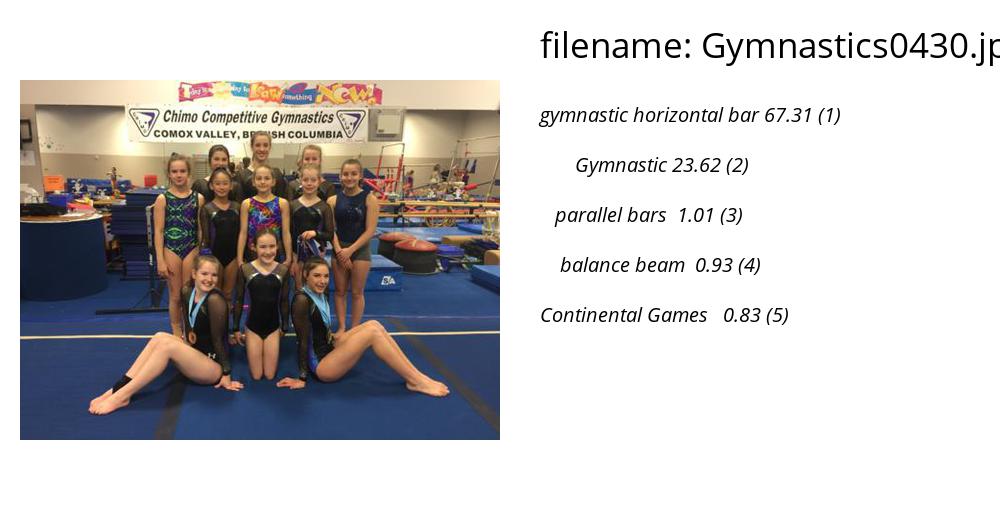 filename: Gymnastics0430.jp
gymnastic horizontal bar 67.31 (1)
Gymnastic 23.62 (2)
parallel bars 1.01 (3)
balance beam 0.93 (4)
Continental Games 0.83 (5)
something New!
Chimo Competitive Gymnastics
COMOX VALLEY, BRITISH COLUMBIA